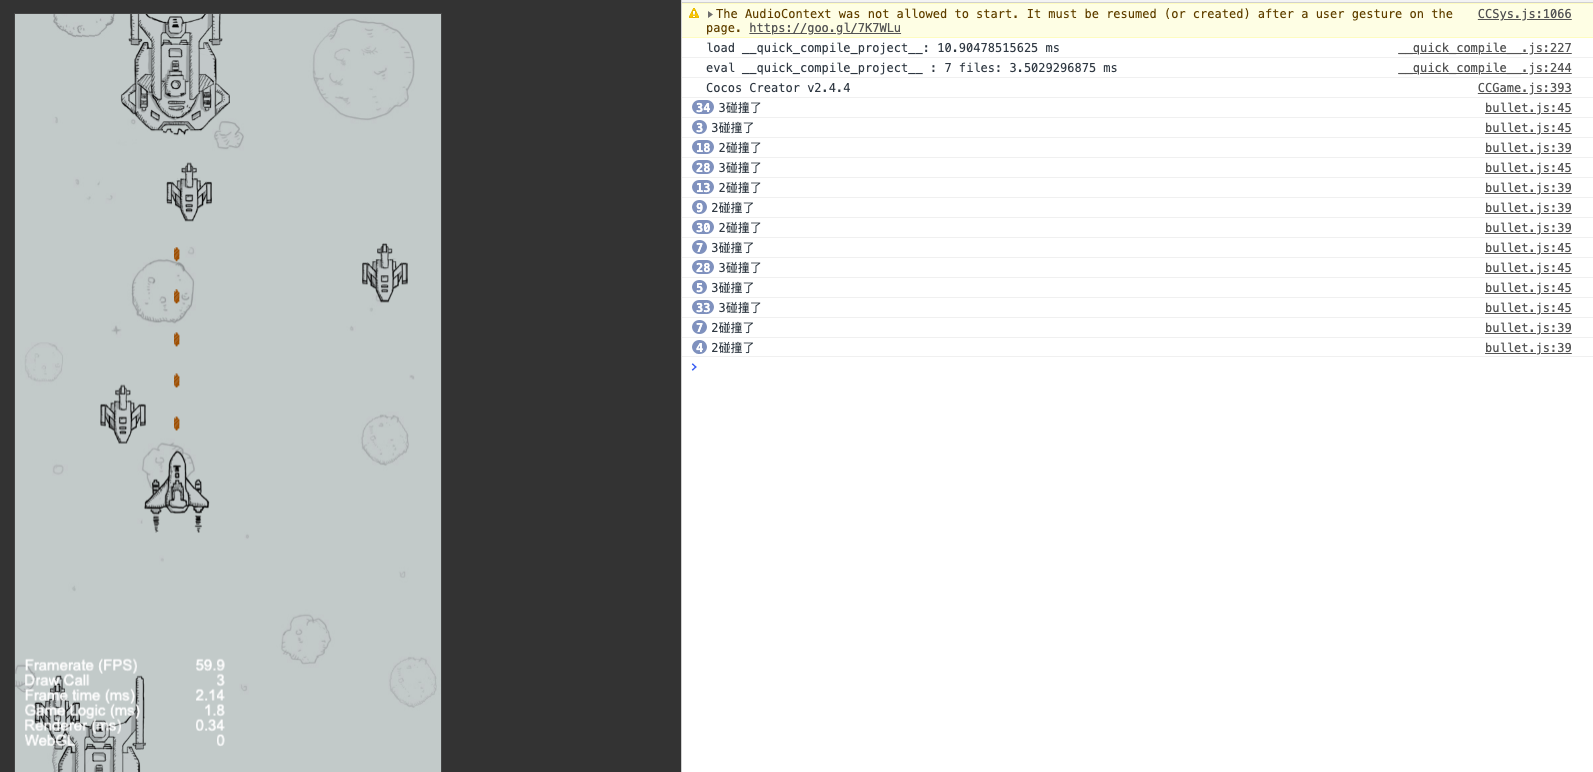 The AudioContext was not allowed to start. It must be resumed (or created) after a user gesture on the CCSys.js:1066
page. https://goo.gl/7K7WLu
load __quick_compile_project__: 10.90478515625 ms __quick_compile__.js:227
eval __quick_compile_project__ : 7 files: 3.5029296875 ms __quick_compile__.js:244
Cocos Creator v2.4.4 CCGame.js:393
34 3碰撞了 bullet.js:45
3 3碰撞了 bullet.js:45
18 2碰撞了 bullet.js:39
28 3碰撞了 bullet.js:45
13 2碰撞了 bullet.js:39
9 2碰撞了 bullet.js:39
30 2碰撞了 bullet.js:39
7 3碰撞了 bullet.js:45
28 3碰撞了 bullet.js:45
5 3碰撞了 bullet.js:45
33 3碰撞了 bullet.js:45
7 2碰撞了 bullet.js:39
4 2碰撞了 bullet.js:39
Framerate (FPS) 59.9
Draw Call 3
Frame time (ms) 2.14
Game Logic (ms) 1.8
Renderer (ms) 0.34
WebGL 0